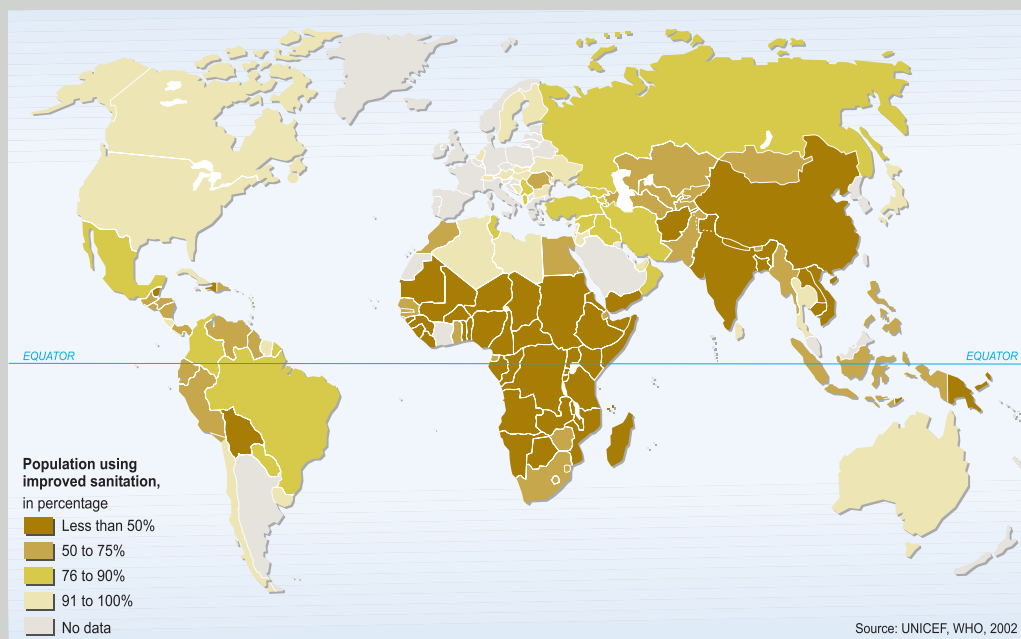 EQUATOR
EQUATOR
Population using
improved sanitation,
in percentage
Less than 50%
50 to 75%
76 to 90%
91 to 100%
No data
Source: UNICEF, WHO, 2002